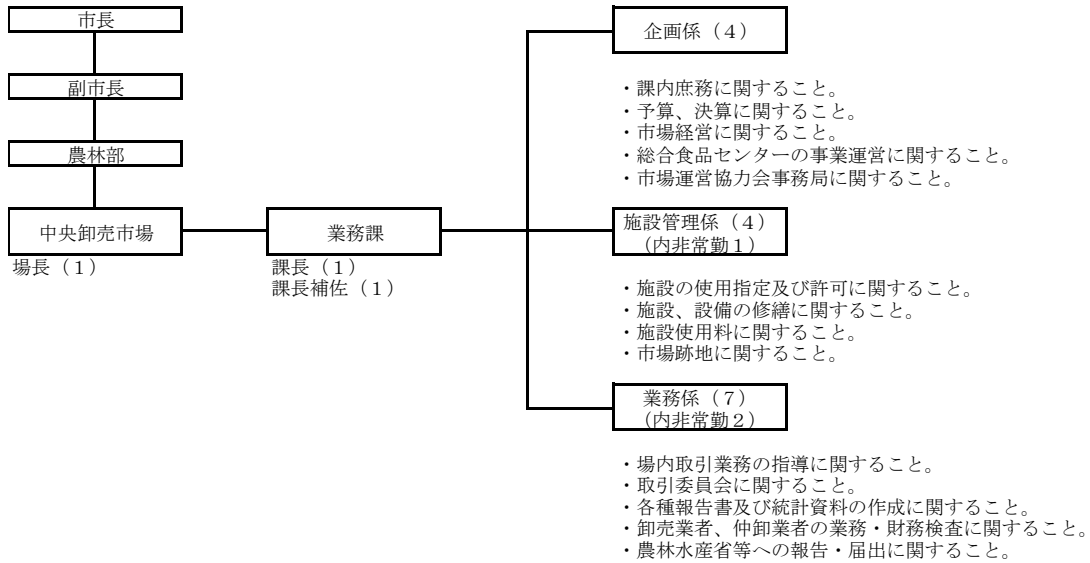 市長
副市長
農林部
中央卸売市場
場長（１）
業務課
課長（１）
課長補佐（１）
企画係（４）
・課内庶務に関すること。
・予算、決算に関すること。
・市場経営に関すること。
・総合食品センターの事業運営に関すること。
・市場運営協力会事務局に関すること。
施設管理係（４）
（内非常勤１）
・施設の使用指定及び許可に関すること。
・施設、設備の修繕に関すること。
・施設使用料に関すること。
・市場跡地に関すること。
業務係（７）
（内非常勤２）
・場内取引業務の指導に関すること。
・取引委員会に関すること。
・各種報告書及び統計資料の作成に関すること。
・卸売業者、仲卸業者の業務・財務検査に関すること。
・農林水産省等への報告・届出に関すること。